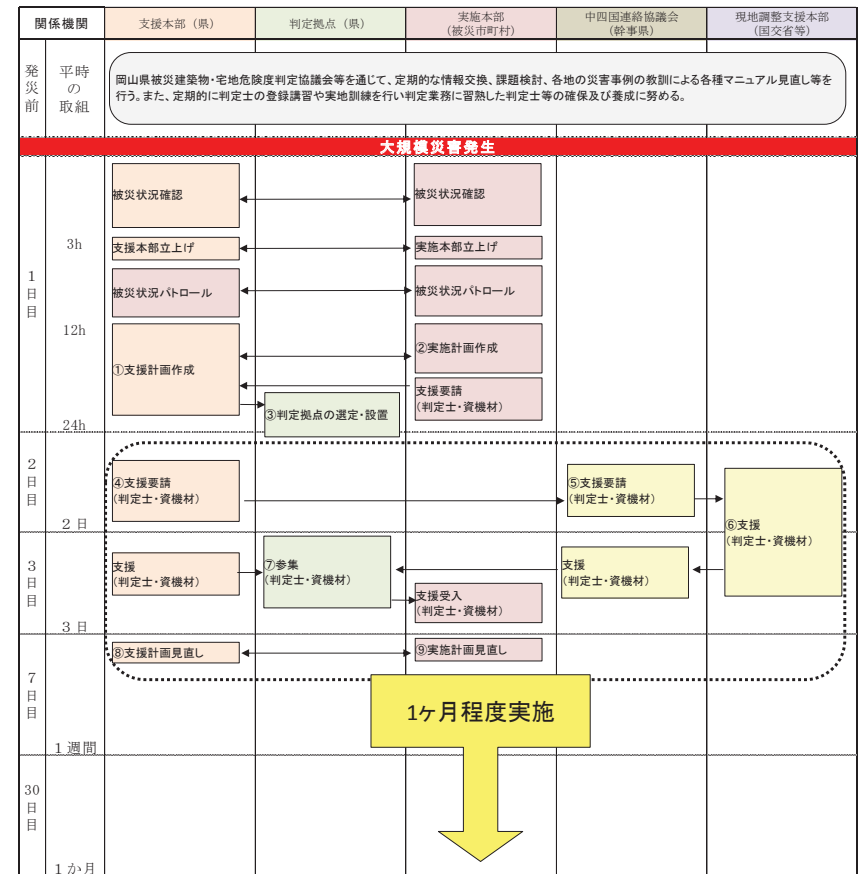 関係機関
支援本部（県）
判定拠点（県）
実施本部
（被災市町村）
中四国連絡協議会
（幹事県）
現地調整支援本部
（国交省等）
発災前
平時の取組
岡山県被災建築物・宅地危険度判定協議会等を通じて、定期的な情報交換、課題検討、各地の災害事例の教訓による各種マニュアル見直し等を
行う。また、定期的に判定士の登録講習や実地訓練を行い判定業務に習熟した判定士等の確保及び養成に努める。
大規模災害発生
1日目
被災状況確認
被災状況確認
3h
支援本部立上げ
実施本部立上げ
被災状況パトロール
被災状況パトロール
12h
①支援計画作成
②実施計画作成
支援要請
（判定士・資機材）
③判定拠点の選定・設置
24h
2日目
④支援要請
（判定士・資機材）
⑤支援要請
（判定士・資機材）
⑥支援
（判定士・資機材）
2日
3日目
支援
（判定士・資機材）
⑦参集
（判定士・資機材）
支援
（判定士・資機材）
支援受入
（判定士・資機材）
3日
⑧支援計画見直し
⑨実施計画見直し
7日目
1ヶ月程度実施
1週間
30日目
1か月